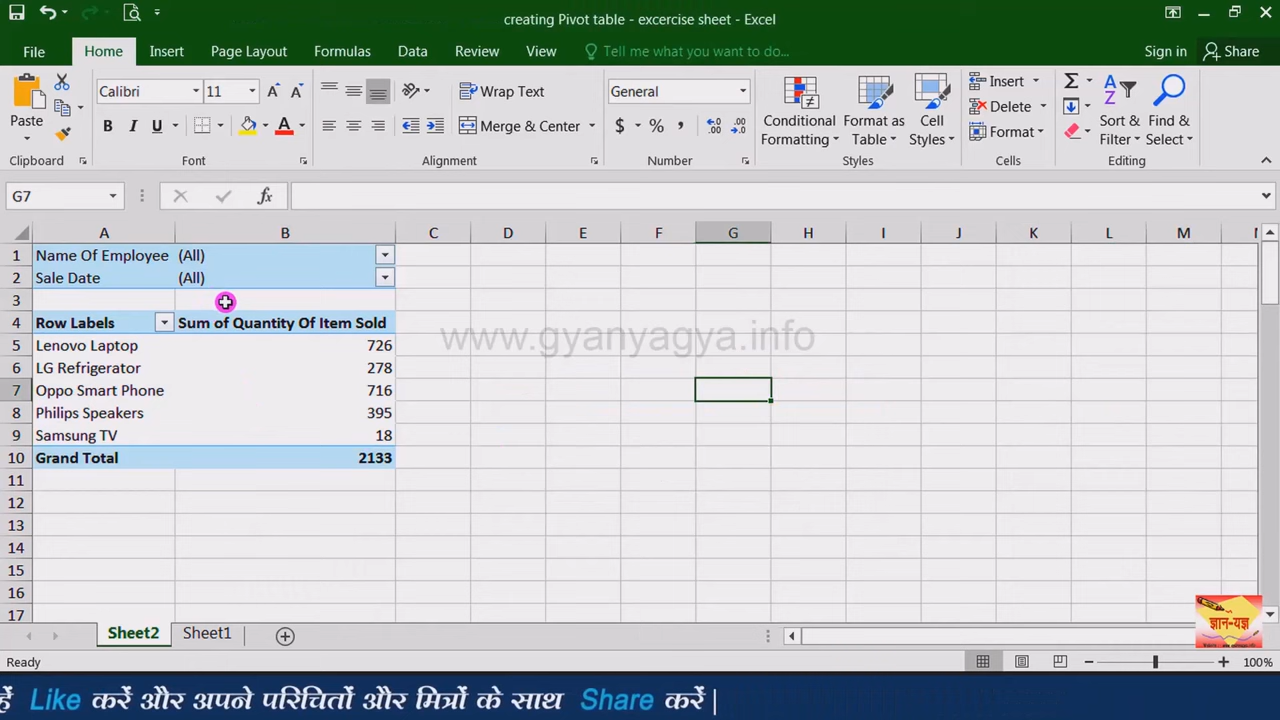 creating Pivot table - excercise sheet - Excel
File Home Insert Page Layout Formulas Data Review View Tell me what you want to do... Sign in Share
Calibri 11 Wrap Text General Insert
Paste B I U Merge & Center $ % , Conditional Formatting Format as Table Cell Styles Delete Format Sort & Filter Find & Select
Clipboard Font Alignment Number Styles Cells Editing
G7 fx
A B C D E F G H I J K L M
1 Name Of Employee (All)
2 Sale Date (All)
3
4 Row Labels Sum of Quantity Of Item Sold
www.gyanyagya.info
5 Lenovo Laptop 726
6 LG Refrigerator 278
7 Oppo Smart Phone 716
8 Philips Speakers 395
9 Samsung TV 18
10 Grand Total 2133
11
12
13
14
15
16
17
ज्ञान-यज्ञ
Sheet2 Sheet1
Ready 100%
हैं Like करें और अपने परिचितों और मित्रों के साथ Share करें |